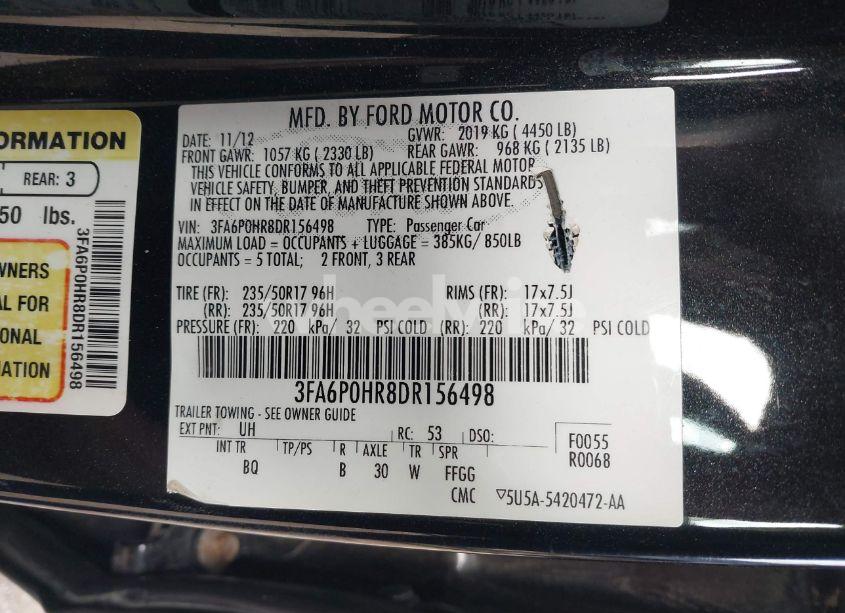 ORMATION
REAR: 3
50 lbs.
WNERS
AL FOR
IONAL
MATION
3FA6P0HR8DR156498
MFD. BY FORD MOTOR CO.
DATE: 11/12 GVWR: 2019 KG ( 4450 LB)
FRONT GAWR: 1057 KG ( 2330 LB) REAR GAWR: 968 KG ( 2135 LB)
THIS VEHICLE CONFORMS TO ALL APPLICABLE FEDERAL MOTOR
VEHICLE SAFETY, BUMPER, AND THEFT PREVENTION STANDARDS
IN EFFECT ON THE DATE OF MANUFACTURE SHOWN ABOVE.
VIN: 3FA6P0HR8DR156498 TYPE: Passenger Car
MAXIMUM LOAD = OCCUPANTS + LUGGAGE = 385KG/ 850LB
OCCUPANTS = 5 TOTAL; 2 FRONT, 3 REAR
TIRE (FR): 235/50R17 96H RIMS (FR): 17x7.5J
(RR): 235/50R17 96H (RR): 17x7.5J
PRESSURE (FR): 220 kPa/ 32 PSI COLD (RR): 220 kPa/ 32 PSI COLD
3FA6P0HR8DR156498
TRAILER TOWING - SEE OWNER GUIDE
EXT PNT: UH RC: 53 DSO: F0055
R0068
INT TR TP/PS R AXLE TR SPR
BQ B 30 W FFGG
CMC ▽5U5A-5420472-AA